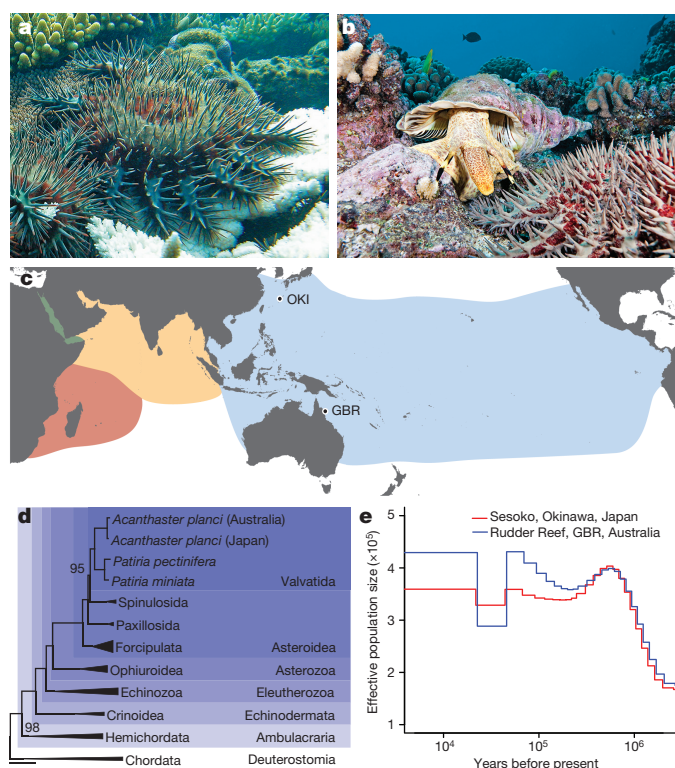 a
b
c
OKI
GBR
d
Acanthaster planci (Australia)
Acanthaster planci (Japan)
95
Patiria pectinifera
Patiria miniata
Valvatida
Spinulosida
Paxillosida
Forcipulata
Asteroidea
Ophiuroidea
Asterozoa
Echinozoa
Eleutherozoa
Crinoidea
Echinodermata
98
Hemichordata
Ambulacraria
Chordata
Deuterostomia
e
Effective population size (×10⁵)
5
4
3
2
1
Sesoko, Okinawa, Japan
Rudder Reef, GBR, Australia
10⁴
10⁵
10⁶
Years before present